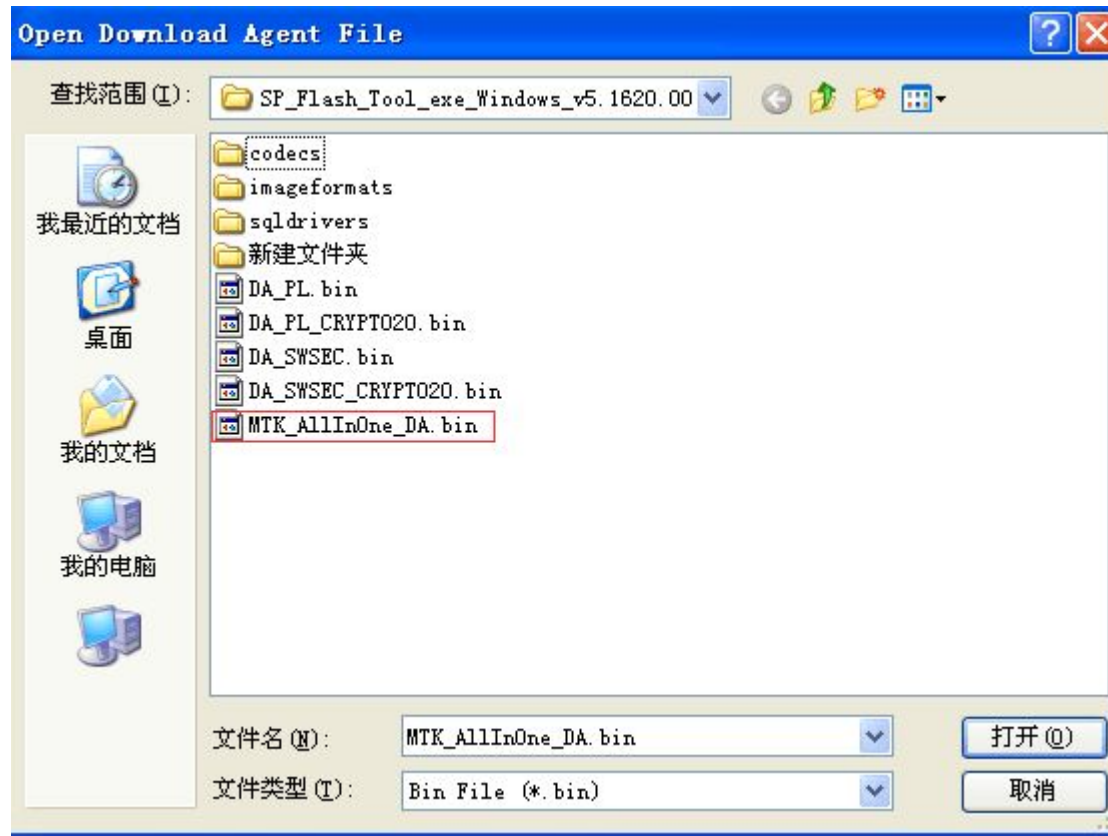 Open Download Agent File
查找范围(I):
SP_Flash_Tool_exe_Windows_v5.1620.00
codecs
imageformats
sqldrivers
新建文件夹
DA_PL.bin
DA_PL_CRYPTO20.bin
DA_SWSEC.bin
DA_SWSEC_CRYPTO20.bin
MTK_AllInOne_DA.bin
我最近的文档
桌面
我的文档
我的电脑
文件名(N):
MTK_AllInOne_DA.bin
打开(O)
文件类型(T):
Bin File (*.bin)
取消